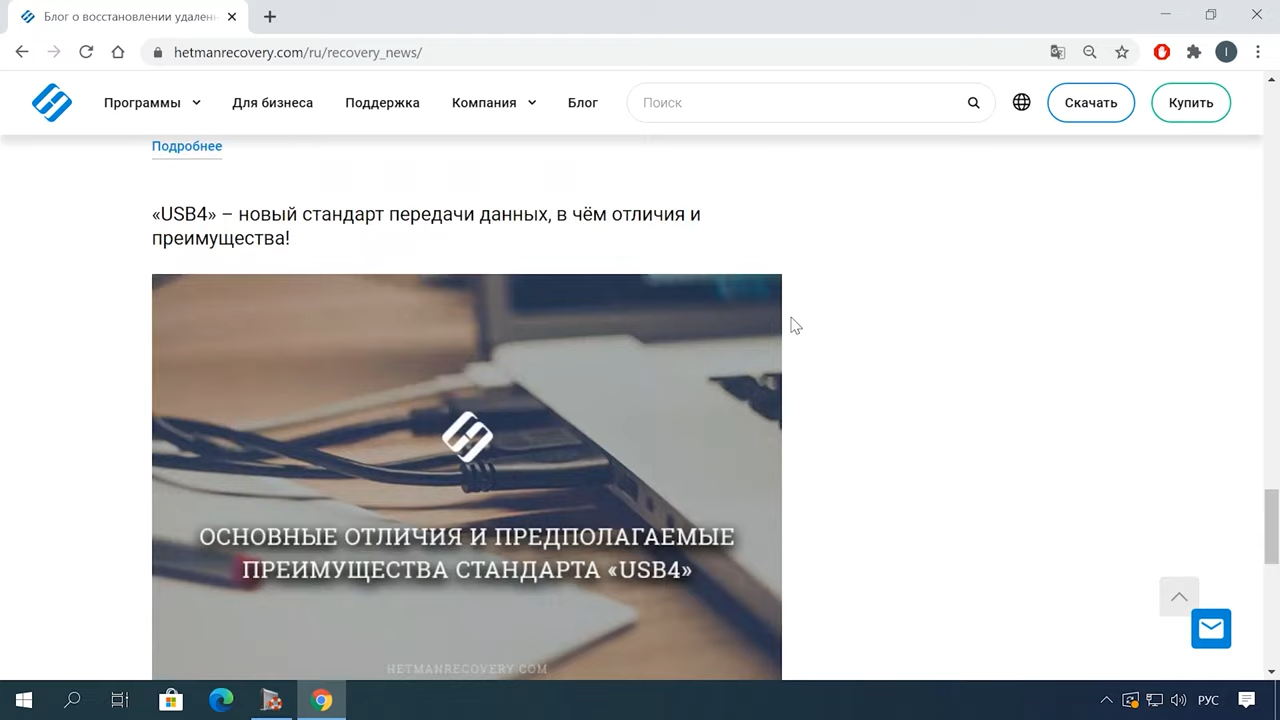 Блог о восстановлении удален
hetmanrecovery.com/ru/recovery_news/
I
Программы
Для бизнеса
Поддержка
Компания
Блог
Поиск
Скачать
Купить
Подробнее
«USB4» – новый стандарт передачи данных, в чём отличия и
преимущества!
ОСНОВНЫЕ ОТЛИЧИЯ И ПРЕДПОЛАГАЕМЫЕ
ПРЕИМУЩЕСТВА СТАНДАРТА «USB4»
HETMANRECOVERY.COM
РУС